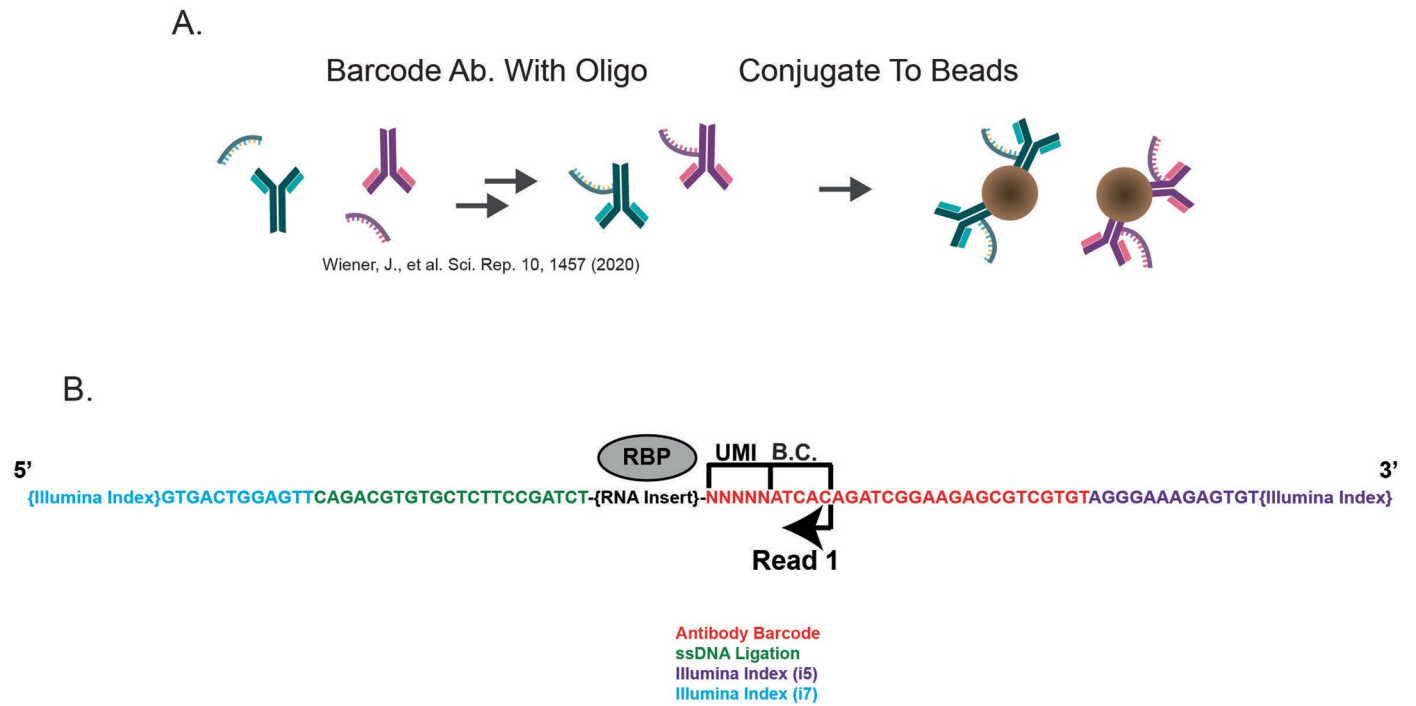 A.
Barcode Ab. With Oligo Conjugate To Beads
Wiener, J., et al. Sci. Rep. 10, 1457 (2020)
B.
RBP UMI B.C.
5’ 3’
{Illumina Index}GTGACTGGAGTTCAGACGTGTGCTCTTCCGATCT-{RNA Insert}-NNNNNATCACAGATCGGAAGAGCGTCGTGTAGGGAAAGAGTGT{Illumina Index}
Read 1
Antibody Barcode
ssDNA Ligation
Illumina Index (i5)
Illumina Index (i7)